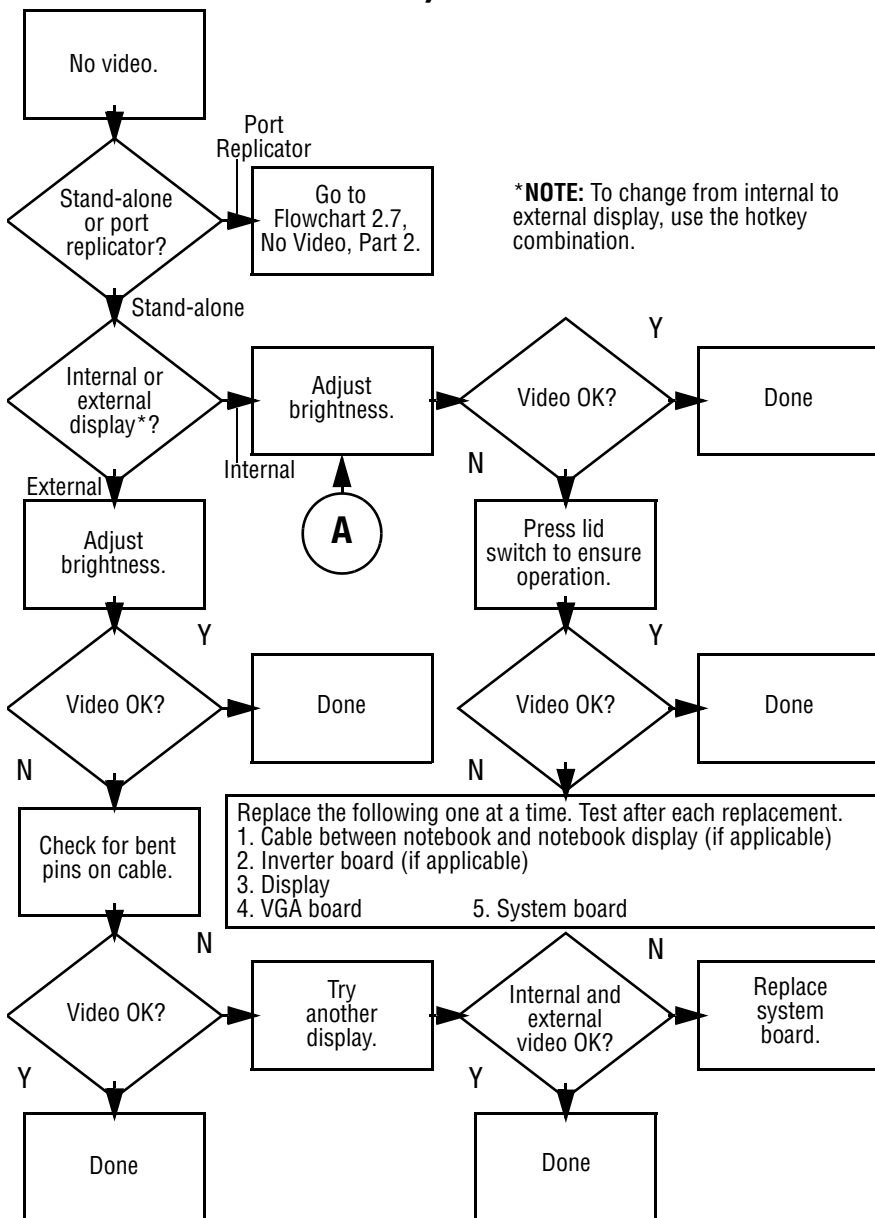 No video.
Port
Replicator
Stand-alone
or port
replicator?
Go to
Flowchart 2.7,
No Video, Part 2.
*NOTE: To change from internal to
external display, use the hotkey
combination.
Stand-alone
Internal or
external
display*?
Internal
Adjust
brightness.
A
Video OK?
Y
Done
N
Press lid
switch to ensure
operation.
External
Adjust
brightness.
Video OK?
Y
Done
N
Video OK?
Y
Done
N
Check for bent
pins on cable.
Replace the following one at a time. Test after each replacement.
1. Cable between notebook and notebook display (if applicable)
2. Inverter board (if applicable)
3. Display
4. VGA board 5. System board
Video OK?
N
Try
another
display.
Internal and
external
video OK?
N
Replace
system
board.
Y
Done
Y
Done